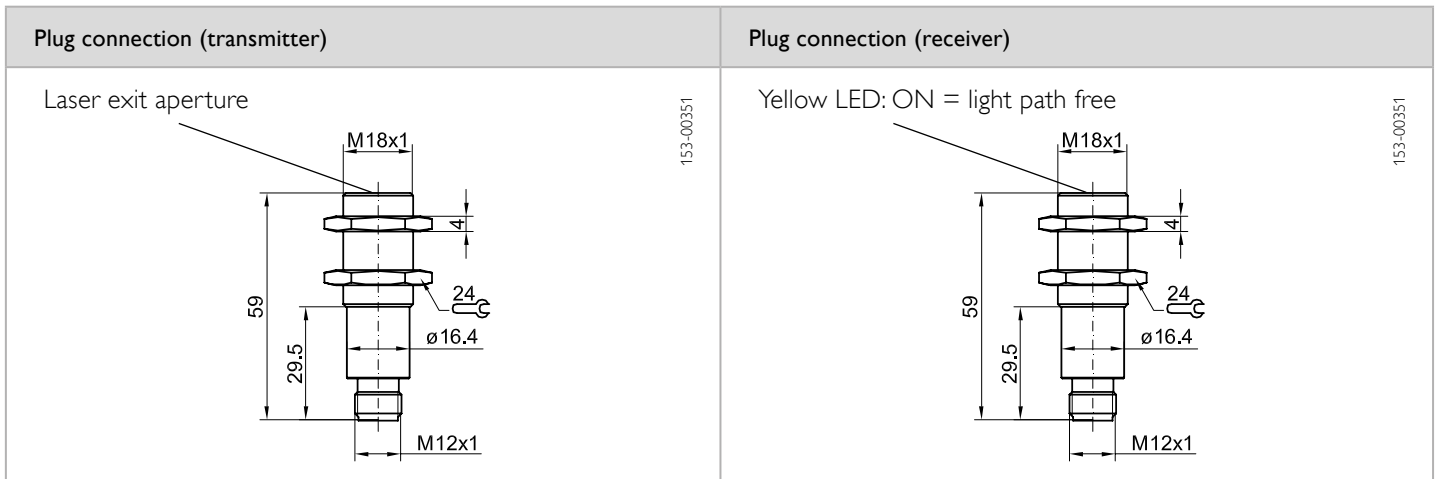 Plug connection (transmitter)
Plug connection (receiver)
Laser exit aperture
153-00351
M18x1
4
59
24
29.5
ø16.4
M12x1
Yellow LED: ON = light path free
153-00351
M18x1
4
59
24
29.5
ø16.4
M12x1